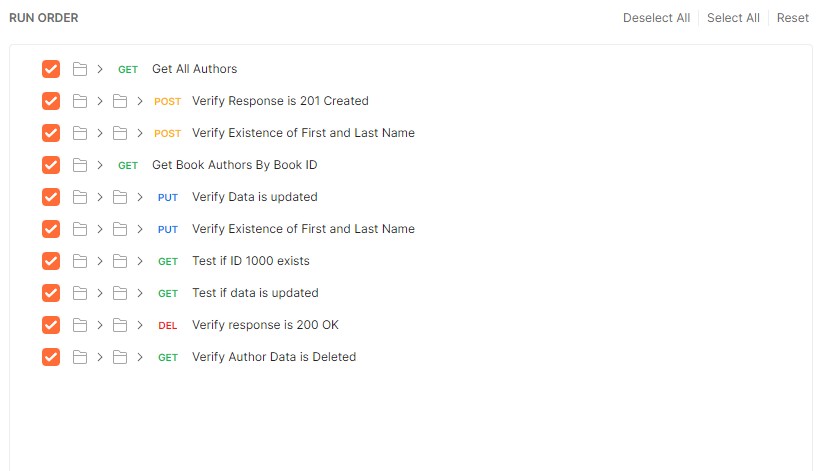 RUN ORDER Deselect All Select All Reset
GET Get All Authors
POST Verify Response is 201 Created
POST Verify Existence of First and Last Name
GET Get Book Authors By Book ID
PUT Verify Data is updated
PUT Verify Existence of First and Last Name
GET Test if ID 1000 exists
GET Test if data is updated
DEL Verify response is 200 OK
GET Verify Author Data is Deleted